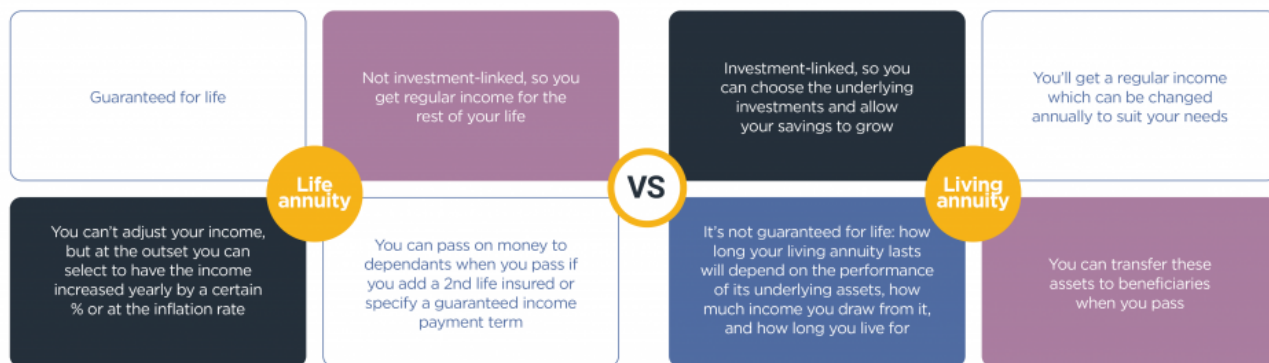 Guaranteed for life
Not investment-linked, so you
get regular income for the
rest of your life
Life
annuity
You can't adjust your income,
but at the outset you can
select to have the income
increased yearly by a certain
% or at the inflation rate
You can pass on money to
dependants when you pass if
you add a 2nd life insured or
specify a guaranteed income
payment term
VS
Investment-linked, so you
can choose the underlying
investments and allow
your savings to grow
You'll get a regular income
which can be changed
annually to suit your needs
Living
annuity
It's not guaranteed for life: how
long your living annuity lasts
will depend on the performance
of its underlying assets, how
much income you draw from it,
and how long you live for
You can transfer these
assets to beneficiaries
when you pass